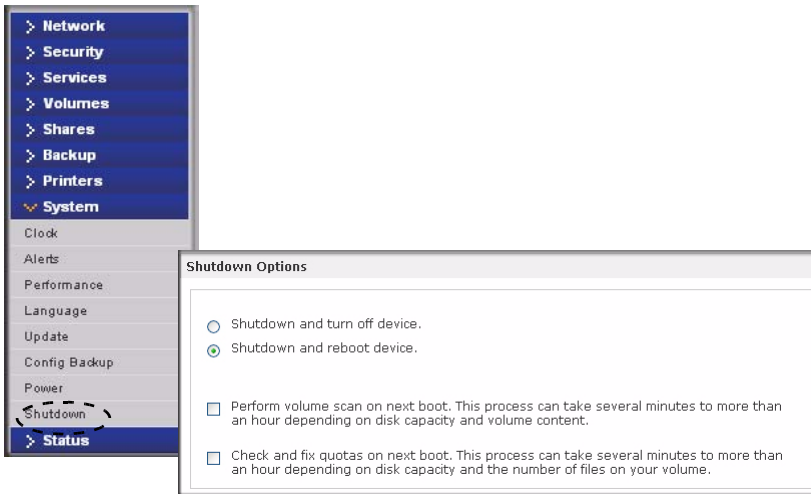 Network
Security
Services
Volumes
Shares
Backup
Printers
System
Clock
Alerts
Performance
Language
Update
Config Backup
Power
Shutdown
Status
Shutdown Options
Shutdown and turn off device.
Shutdown and reboot device.
Perform volume scan on next boot. This process can take several minutes to more than
an hour depending on disk capacity and volume content.
Check and fix quotas on next boot. This process can take several minutes to more than
an hour depending on disk capacity and the number of files on your volume.